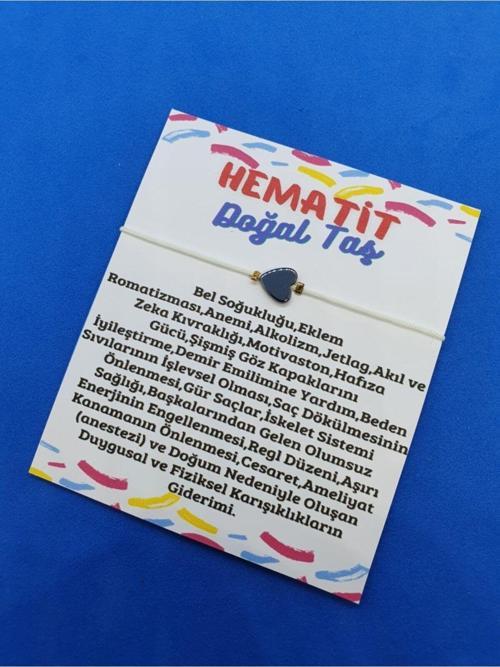 HEMATİT
Doğal Taş
Bel Soğukluğu,Eklem
Romatizması,Anemi,Alkolizm,Jetlag,Akıl ve
Zeka Kıvraklığı,Motivaston,Hafıza
Gücü,Şişmiş Göz Kapaklarını
İyileştirme,Demir Emilimine Yardım,Beden
Sıvılarının İşlevsel Olması,Saç Dökülmesinin
Önlenmesi,Gür Saçlar,İskelet Sistemi
Sağlığı,Başkalarından Gelen Olumsuz
Enerjinin Engellenmesi,Regl Düzeni,Aşırı
Kanamanın Önlenmesi,Cesaret,Ameliyat
(anestezi) ve Doğum Nedeniyle Oluşan
Duygusal ve Fiziksel Karışıklıkların
Giderimi.